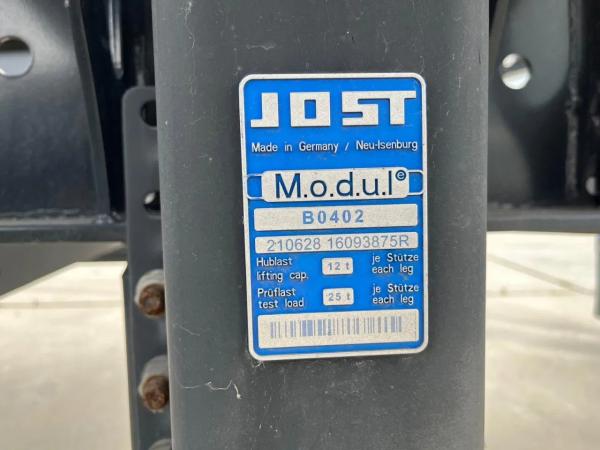 JOST
Made in Germany / Neu-Isenburg
M.o.d.u.l e
B0402
210628 16093875R
Hublast 12 t je Stütze
lifting cap. each leg
Prüflast 25 t je Stütze
test load each leg